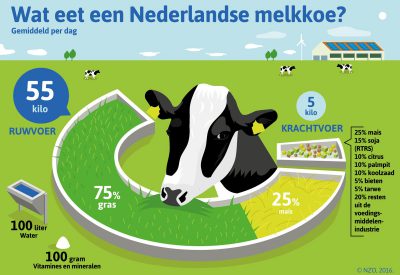 Wat eet een Nederlandse melkkoe?
Gemiddeld per dag
55
kilo
RUWVOER
5
kilo
KRACHTVOER
25% mais
15% soja
(RTRS)
10% citrus
10% palmpit
10% koolzaad
5% bieten
5% tarwe
20% resten
uit de
voedings-
middelen-
industrie
75%
gras
25%
mais
100 liter
Water
100 gram
Vitamines en mineralen
© NZO, 2016.